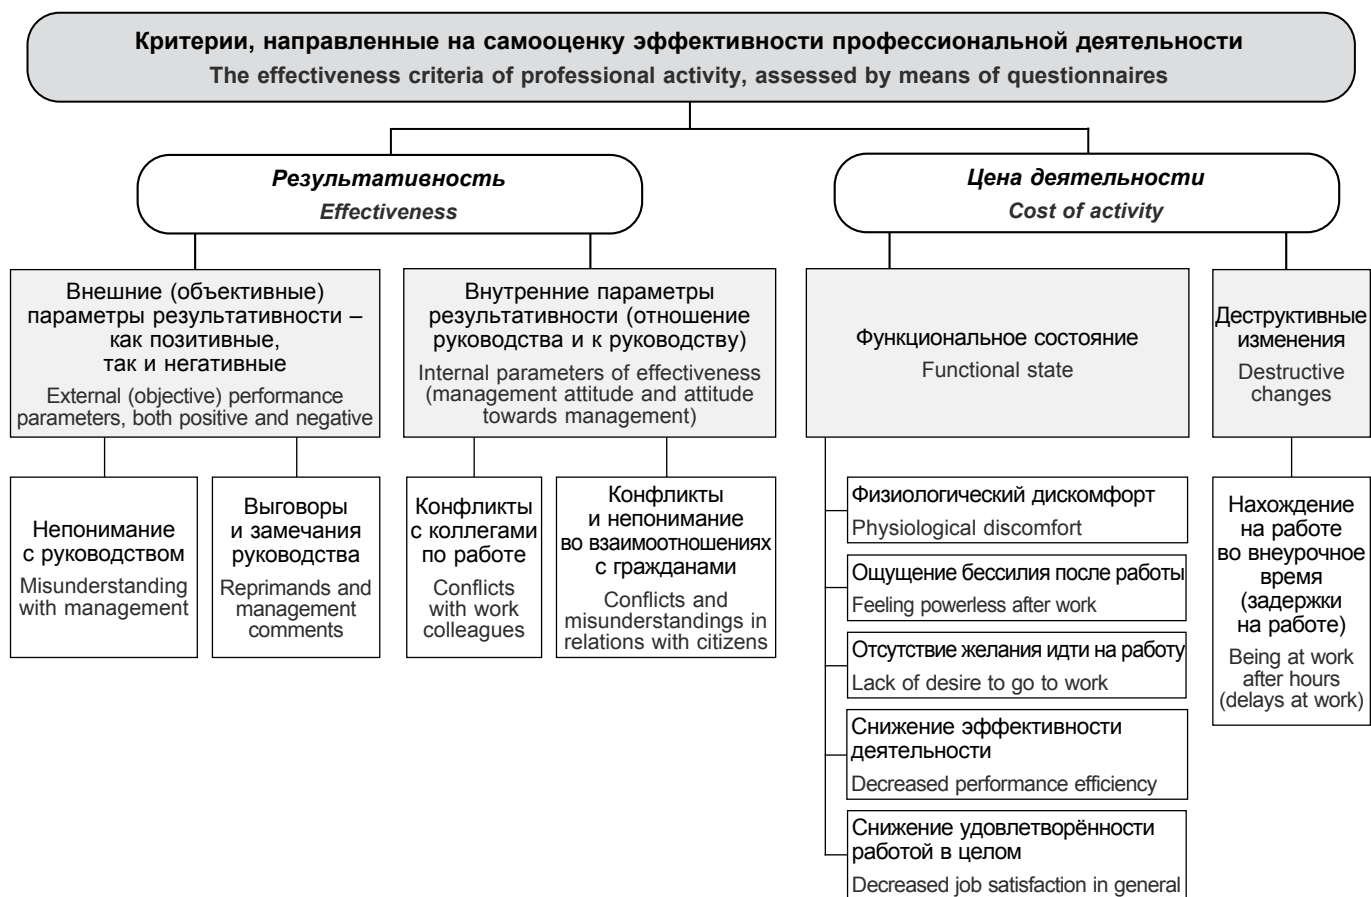 Критерии, направленные на самооценку эффективности профессиональной деятельности
The effectiveness criteria of professional activity, assessed by means of questionnaires
Результативность
Effectiveness
Цена деятельности
Cost of activity
Внешние (объективные)
параметры результативности –
как позитивные,
так и негативные
External (objective) performance
parameters, both positive and negative
Внутренние параметры
результативности (отношение
руководства и к руководству)
Internal parameters of effectiveness
(management attitude and attitude
towards management)
Функциональное состояние
Functional state
Деструктивные
изменения
Destructive
changes
Непонимание
с руководством
Misunderstanding
with management
Выговоры
и замечания
руководства
Reprimands and
management
comments
Конфликты
с коллегами
по работе
Conflicts
with work
colleagues
Конфликты
и непонимание
во взаимоотношениях
с гражданами
Conflicts and
misunderstandings in
relations with citizens
Физиологический дискомфорт
Physiological discomfort
Ощущение бессилия после работы
Feeling powerless after work
Отсутствие желания идти на работу
Lack of desire to go to work
Снижение эффективности
деятельности
Decreased performance efficiency
Снижение удовлетворённости
работой в целом
Decreased job satisfaction in general
Нахождение
на работе
во внеурочное
время
(задержки
на работе)
Being at work
after hours
(delays at work)